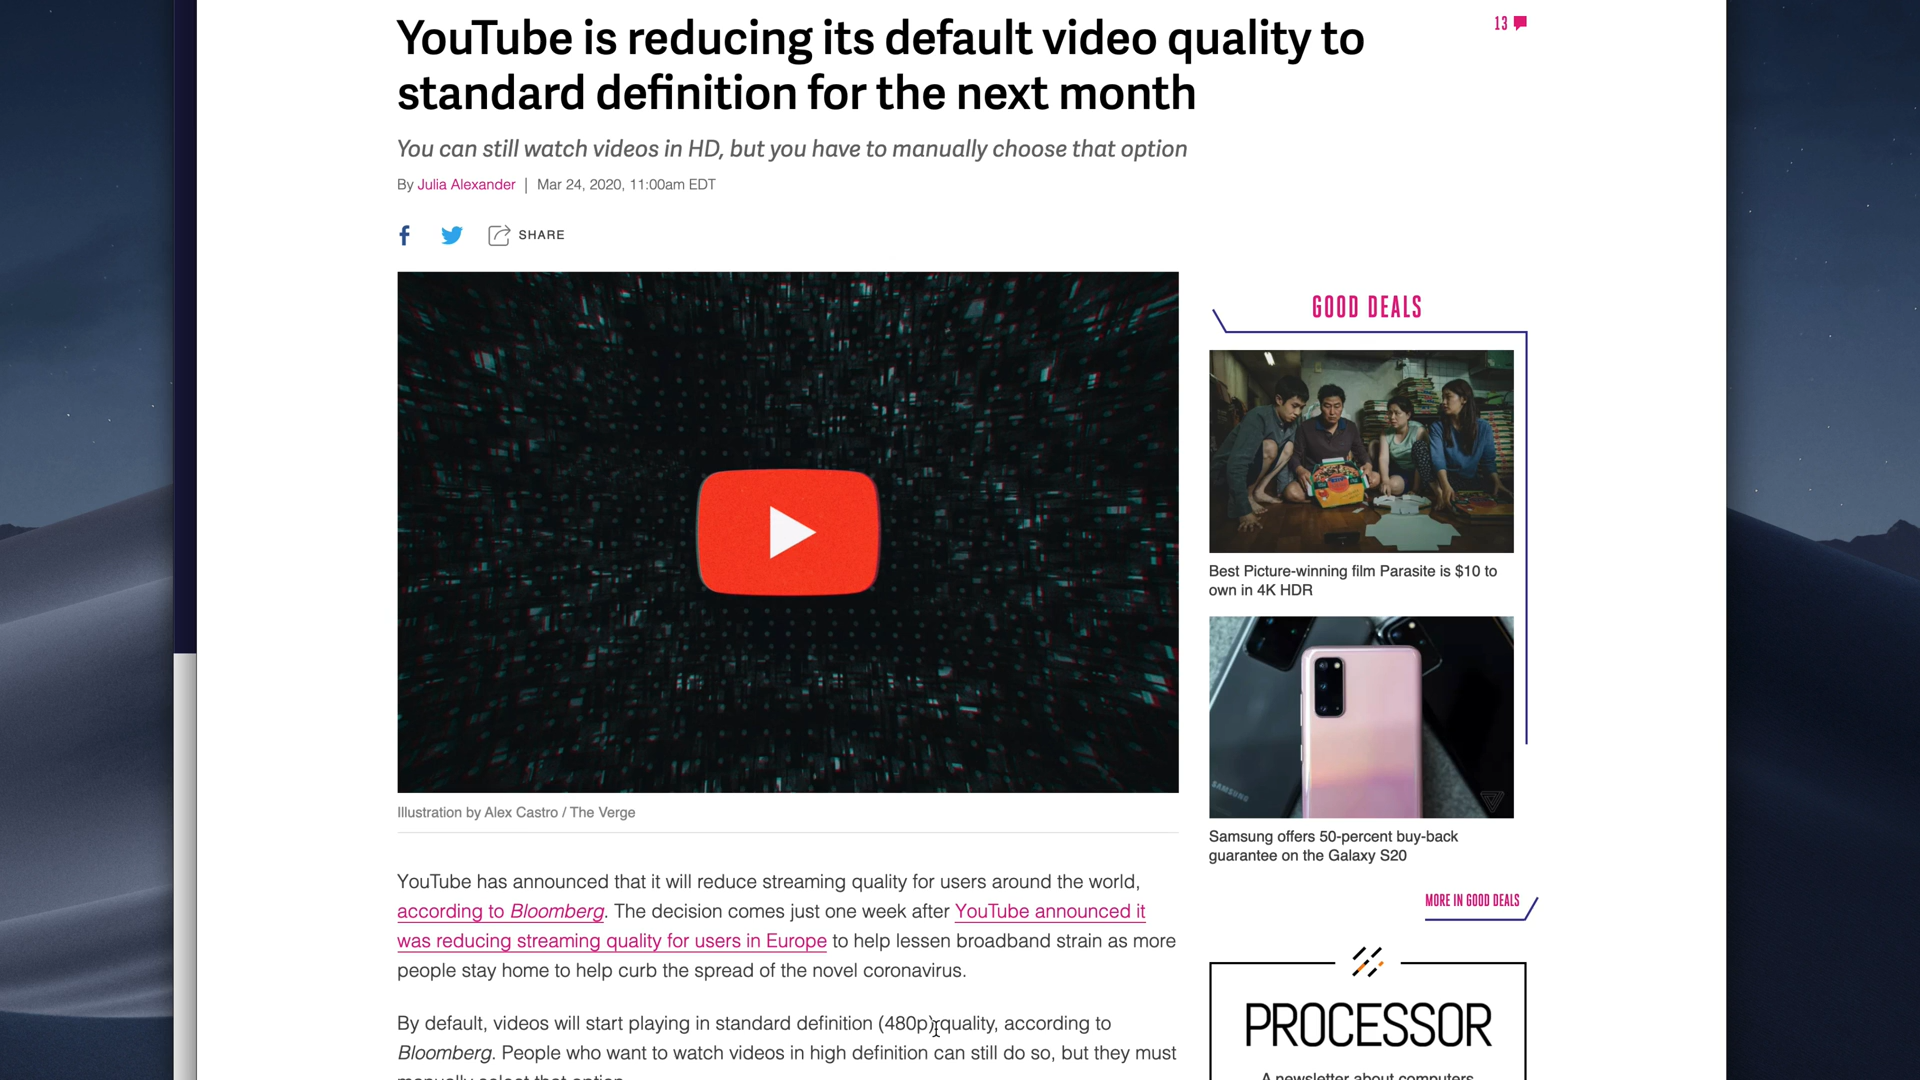 YouTube is reducing its default video quality to
standard definition for the next month
13
You can still watch videos in HD, but you have to manually choose that option
By Julia Alexander | Mar 24, 2020, 11:00am EDT
SHARE
Illustration by Alex Castro / The Verge
YouTube has announced that it will reduce streaming quality for users around the world,
according to Bloomberg. The decision comes just one week after YouTube announced it
was reducing streaming quality for users in Europe to help lessen broadband strain as more
people stay home to help curb the spread of the novel coronavirus.
By default, videos will start playing in standard definition (480p) quality, according to
Bloomberg. People who want to watch videos in high definition can still do so, but they must
manually select that option.
GOOD DEALS
Best Picture-winning film Parasite is $10 to
own in 4K HDR
SAMSUNG
Samsung offers 50-percent buy-back
guarantee on the Galaxy S20
MORE IN GOOD DEALS
PROCESSOR
A newsletter about computers